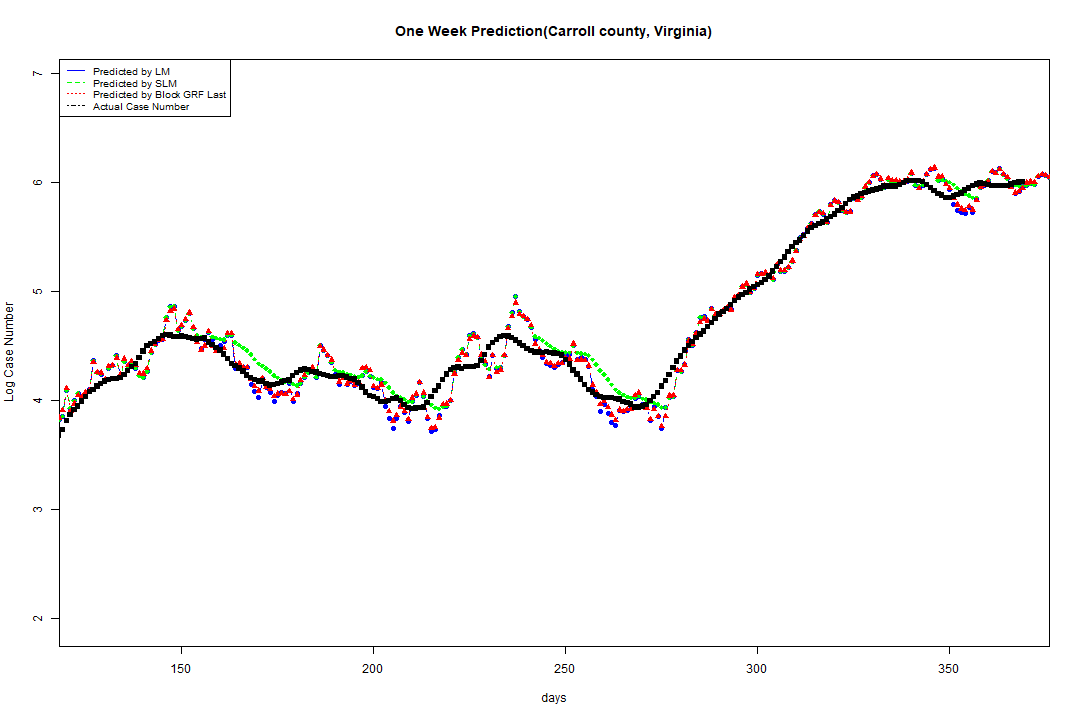 One Week Prediction(Carroll county, Virginia)
7
Predicted by LM
Predicted by SLM
Predicted by Block GRF Last
Actual Case Number
6
5
Log Case Number
4
3
2
150
200
250
300
350
days